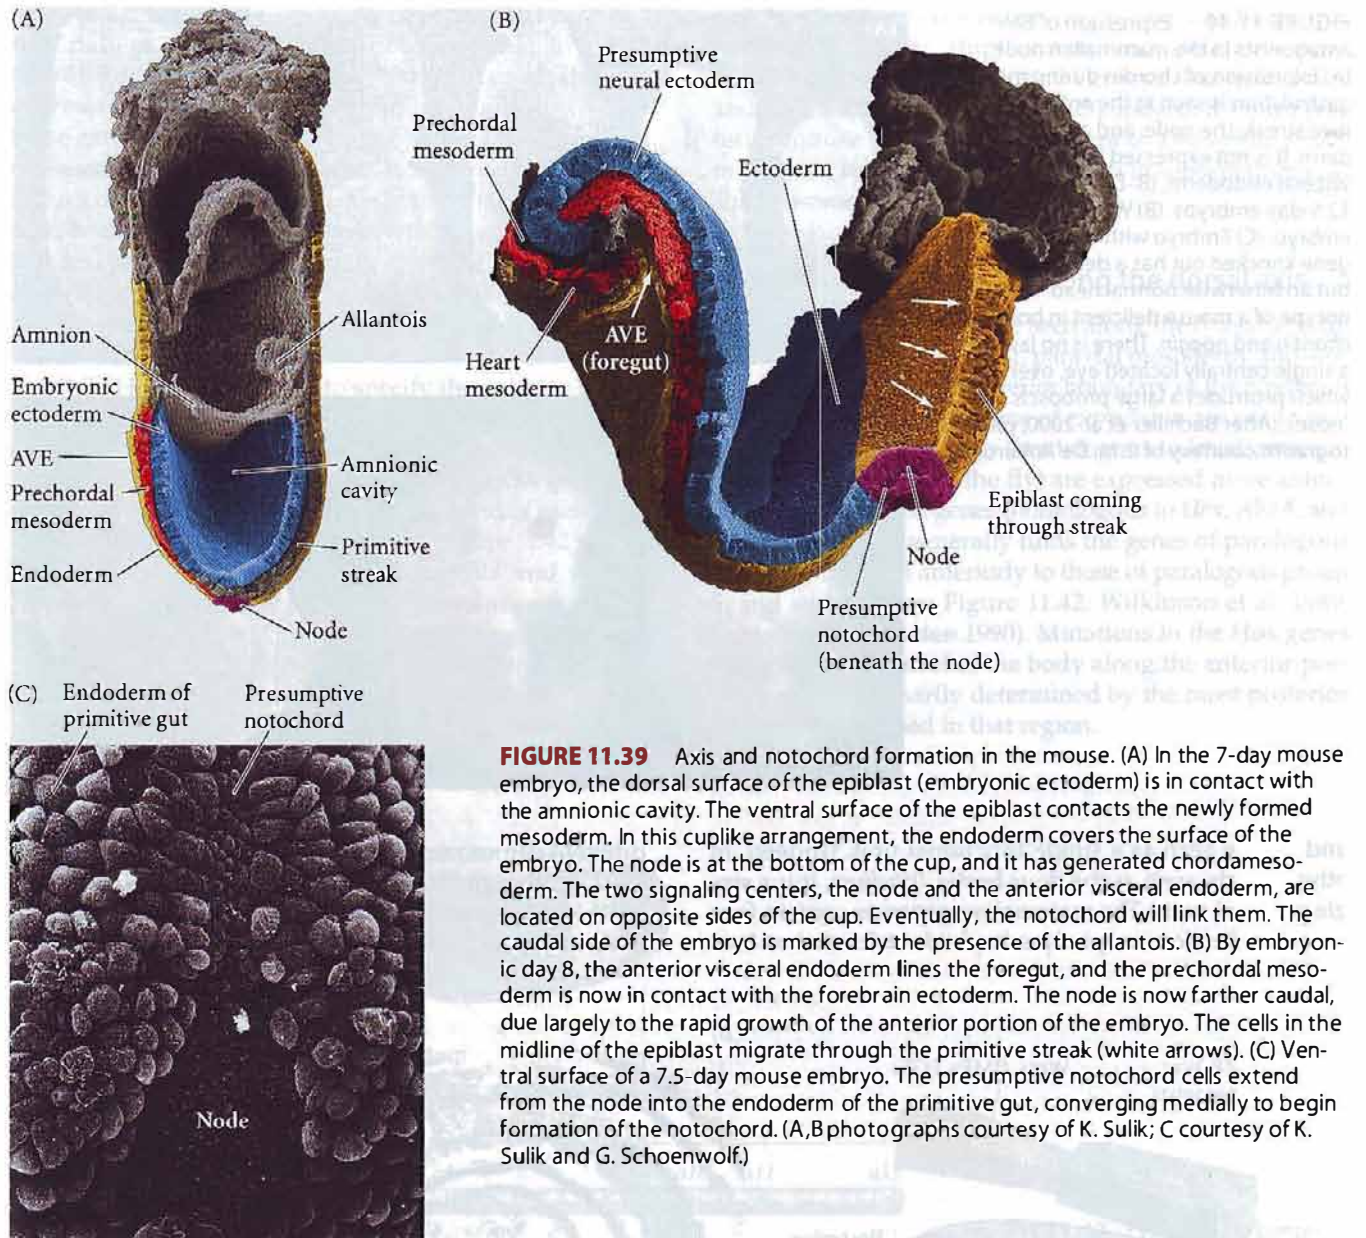 (A)
Amnion
Embryonic
ectoderm
AVE
Prechordal
mesoderm
Endoderm
Allantois
Amnionic
cavity
Primitive
streak
Node
(B)
Presumptive
neural ectoderm
Prechordal
mesoderm
Ectoderm
AVE
(foregut)
Heart
mesoderm
Epiblast coming
through streak
Node
Presumptive
notochord
(beneath the node)
(C)
Endoderm of
primitive gut
Presumptive
notochord
Node
FIGURE 11.39 Axis and notochord formation in the mouse. (A) In the 7-day mouse
embryo, the dorsal surface of the epiblast (embryonic ectoderm) is in contact with
the amnionic cavity. The ventral surface of the epiblast contacts the newly formed
mesoderm. In this cuplike arrangement, the endoderm covers the surface of the
embryo. The node is at the bottom of the cup, and it has generated chordameso-
derm. The two signaling centers, the node and the anterior visceral endoderm, are
located on opposite sides of the cup. Eventually, the notochord will link them. The
caudal side of the embryo is marked by the presence of the allantois. (B) By embryon-
ic day 8, the anterior visceral endoderm lines the foregut, and the prechordal meso-
derm is now in contact with the forebrain ectoderm. The node is now farther caudal,
due largely to the rapid growth of the anterior portion of the embryo. The cells in the
midline of the epiblast migrate through the primitive streak (white arrows). (C) Ven-
tral surface of a 7.5-day mouse embryo. The presumptive notochord cells extend
from the node into the endoderm of the primitive gut, converging medially to begin
formation of the notochord. (A,B photographs courtesy of K. Sulik; C courtesy of K.
Sulik and G. Schoenwolf.)